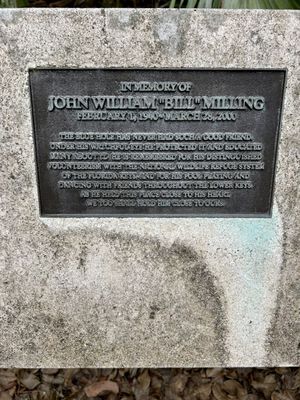 IN MEMORY OF
JOHN WILLIAM "BILL" MILLING
FEBRUARY 1, 1940 - MARCH 28, 2000
THE BLUE HOLE HAS NEVER HAD SUCH A GOOD FRIEND.
UNDER HIS WATCHFUL EYE HE PROTECTED IT AND EDUCATED
MANY ABOUT IT. HE IS REMEMBERED FOR HIS DISTINGUISHED
VOLUNTEERISM WITH THE NATIONAL WILDLIFE REFUGE SYSTEM
OF THE FLORIDA KEYS AND FOR HIS POOL PLAYING AND
DANCING WITH FRIENDS THROUGHOUT THE LOWER KEYS.
AS HE HELD THIS PLACE CLOSE TO HIS HEART,
WE TOO SHALL HOLD HIM CLOSE TO OURS.